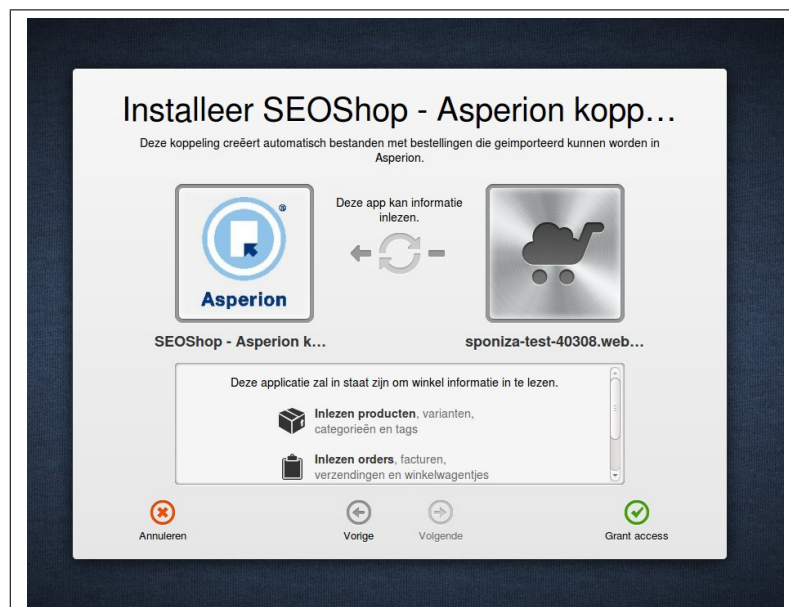 Installeer SEOShop - Asperion kopp...
Deze koppeling creëert automatisch bestanden met bestellingen die geimporteerd kunnen worden in
Asperion.
Deze app kan informatie
inlezen.
®
Asperion
SEOShop - Asperion k...
sponiza-test-40308.web...
Deze applicatie zal in staat zijn om winkel informatie in te lezen.
Inlezen producten, varianten,
categorieën en tags
Inlezen orders, facturen,
verzendingen en winkelwagentjes
Annuleren
Vorige
Volgende
Grant access